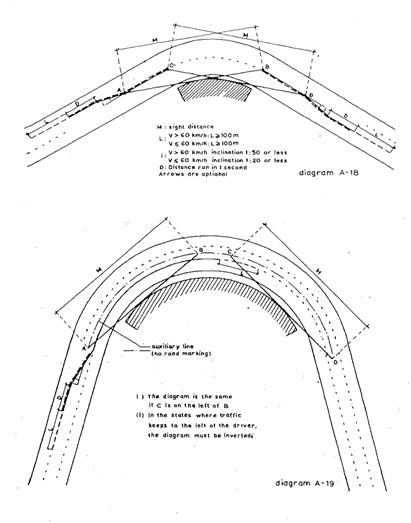 M
M
C
B
A
D
L
D
D
L
M : sight distance
L : V > 60 km/h: L ≥ 100 m
V ≤ 60 km/h: L ≥ 100 m
i : V > 60 km/h inclination 1:50 or less
V ≤ 60 km/h inclination 1:20 or less
D : Distance run in 1 second
Arrows are optional
diagram A-18
M
B
C
M
A
D
D
L
auxiliary line
(no road marking)
i) The diagram is the same
if C is on the left of B
(ii) In the states where traffic
keeps to the left of the driver,
the diagram must be inverted;
diagram A-19